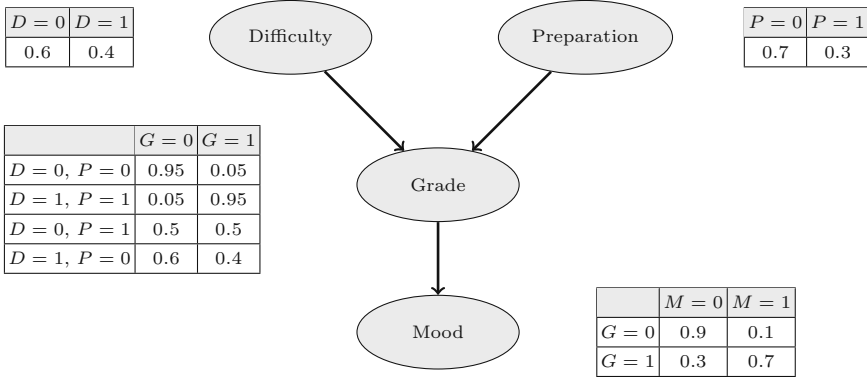 D = 0 D = 1
0.6 0.4
Difficulty
Preparation
P = 0 P = 1
0.7 0.3
G = 0 G = 1
D = 0, P = 0 0.95 0.05
D = 1, P = 1 0.05 0.95
D = 0, P = 1 0.5 0.5
D = 1, P = 0 0.6 0.4
Grade
Mood
M = 0 M = 1
G = 0 0.9 0.1
G = 1 0.3 0.7